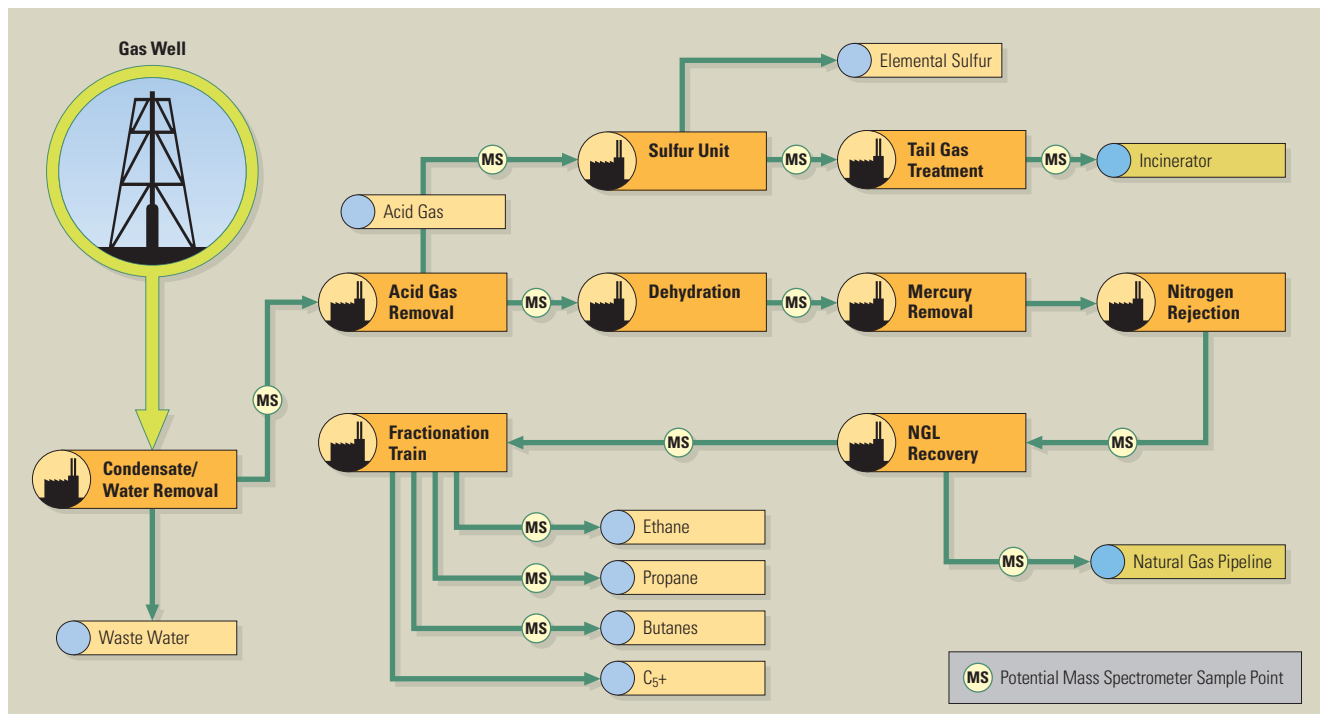 Gas Well
Elemental Sulfur
MS
Sulfur Unit
MS
Tail Gas
Treatment
MS
Incinerator
Acid Gas
Acid Gas
Removal
MS
Dehydration
MS
Mercury
Removal
Nitrogen
Rejection
MS
Fractionation
Train
MS
NGL
Recovery
MS
Condensate/
Water Removal
MS
Ethane
MS
Propane
MS
Natural Gas Pipeline
MS
Butanes
Waste Water
C₅+
MS Potential Mass Spectrometer Sample Point